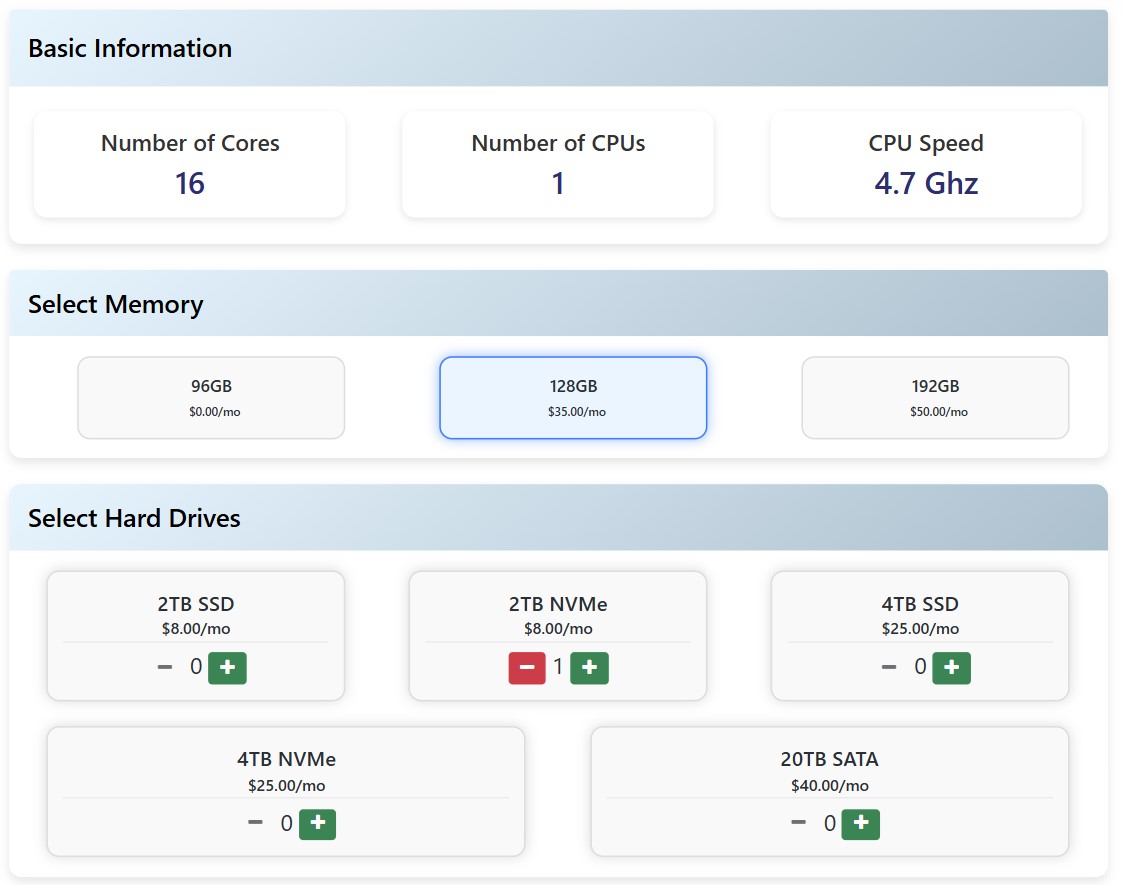 Basic Information
Number of Cores
16
Number of CPUs
1
CPU Speed
4.7 Ghz
Select Memory
96GB
$0.00/mo
128GB
$35.00/mo
192GB
$50.00/mo
Select Hard Drives
2TB SSD
$8.00/mo
− 0 +
2TB NVMe
$8.00/mo
− 1 +
4TB SSD
$25.00/mo
− 0 +
4TB NVMe
$25.00/mo
− 0 +
20TB SATA
$40.00/mo
− 0 +